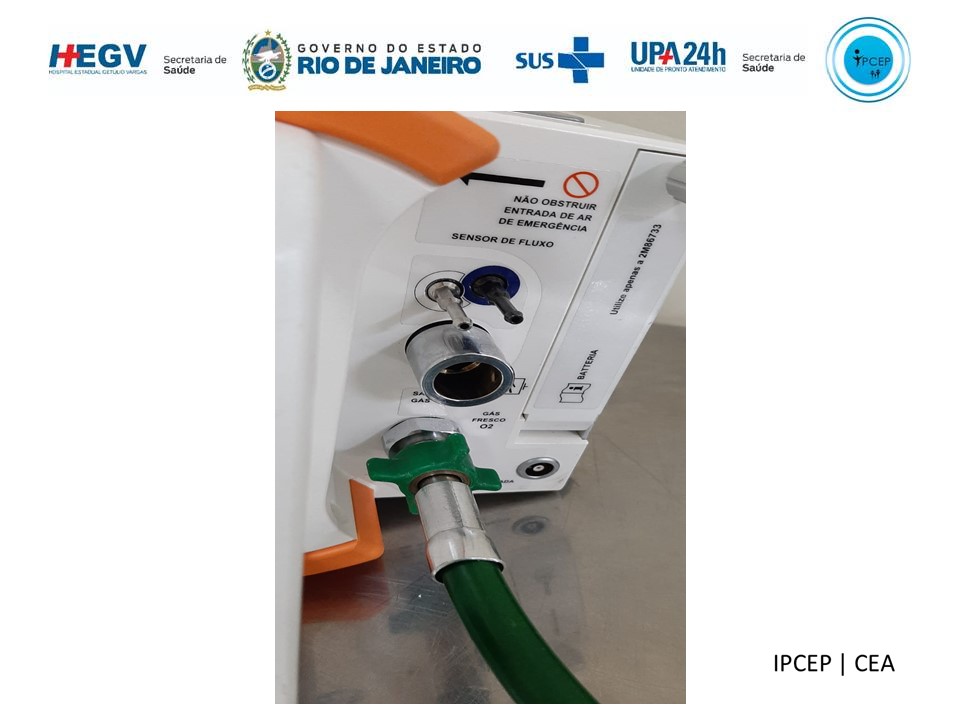 HEGV
HOSPITAL ESTADUAL GETÚLIO VARGAS
Secretaria de
Saúde
GOVERNO DO ESTADO
RIO DE JANEIRO
SUS
UPA24h
UNIDADE DE PRONTO ATENDIMENTO
Secretaria de
Saúde
IPCEP
NÃO OBSTRUIR
ENTRADA DE AR
DE EMERGÊNCIA
SENSOR DE FLUXO
Utilize apenas a 2M86733
BATTERIA
GÁS
GÁS
FRESCO
O2
IPCEP | CEA